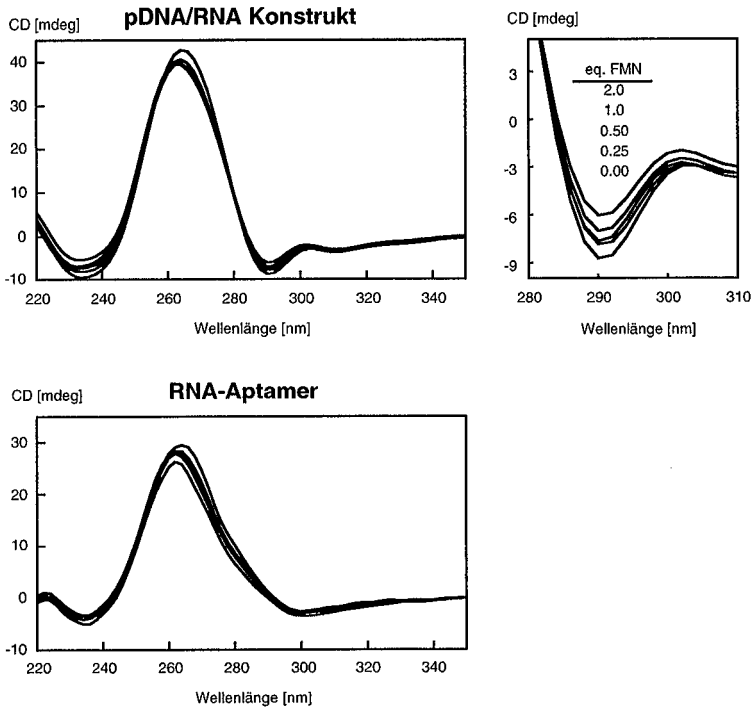 pDNA/RNA Konstrukt
CD [mdeg]
40
30
20
10
0
-10
220 240 260 280 300 320 340
Wellenlänge [nm]
CD [mdeg]
3
0
-3
-6
-9
eq. FMN
2.0
1.0
0.50
0.25
0.00
280 290 300 310
Wellenlänge [nm]
RNA-Aptamer
CD [mdeg]
30
20
10
0
-10
220 240 260 280 300 320 340
Wellenlänge [nm]